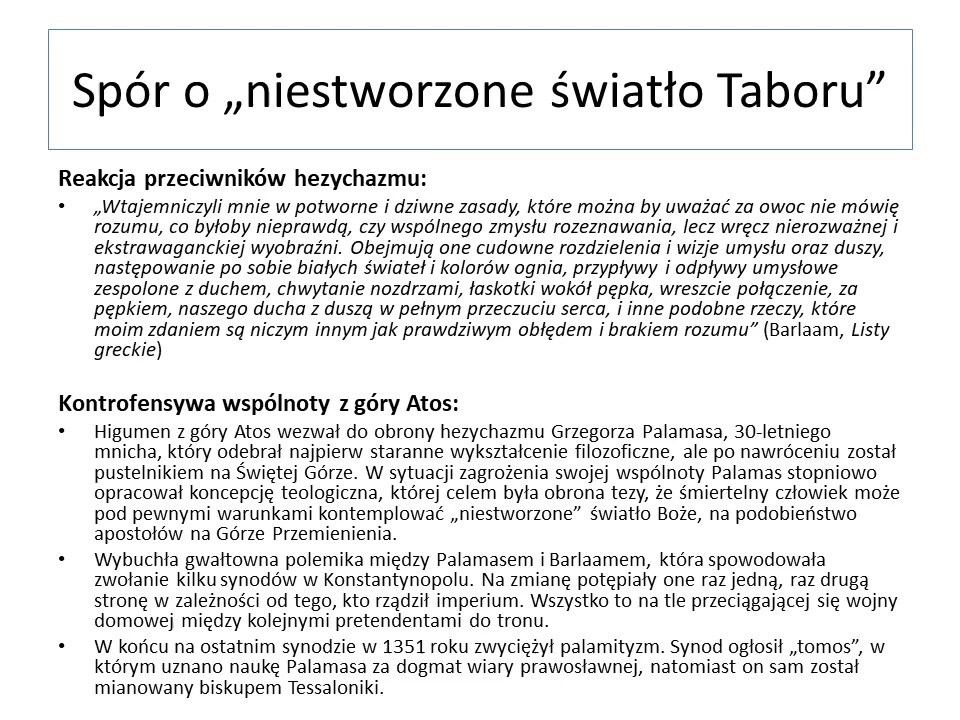 Spór o „niestworzone światło Taboru”
Reakcja przeciwników hezychazmu:
• „Wtajemniczyli mnie w potworne i dziwne zasady, które można by uważać za owoc nie mówię
rozumu, co byłoby nieprawdą, czy wspólnego zmysłu rozeznawania, lecz wręcz nierozważnej i
ekstrawaganckiej wyobraźni. Obejmują one cudowne rozdzielenia i wizje umysłu oraz duszy,
następowanie po sobie białych świateł i kolorów ognia, przypływy i odpływy umysłowe
zespolone z duchem, chwytanie nozdrzami, łaskotki wokół pępka, wreszcie połączenie, za
pępkiem, naszego ducha z duszą w pełnym przeczuciu serca, i inne podobne rzeczy, które
moim zdaniem są niczym innym jak prawdziwym obłędem i brakiem rozumu” (Barlaam, Listy
greckie)
Kontrofensywa wspólnoty z góry Atos:
• Higumen z góry Atos wezwał do obrony hezychazmu Grzegorza Palamasa, 30-letniego
mnicha, który odebrał najpierw staranne wykształcenie filozoficzne, ale po nawróceniu został
pustelnikiem na Świętej Górze. W sytuacji zagrożenia swojej wspólnoty Palamas stopniowo
opracował koncepcję teologiczna, której celem była obrona tezy, że śmiertelny człowiek może
pod pewnymi warunkami kontemplować „niestworzone” światło Boże, na podobieństwo
apostołów na Górze Przemienienia.
• Wybuchła gwałtowna polemika między Palamasem i Barlaamem, która spowodowała
zwołanie kilku synodów w Konstantynopolu. Na zmianę potępiały one raz jedną, raz drugą
stronę w zależności od tego, kto rządził imperium. Wszystko to na tle przeciągającej się wojny
domowej między kolejnymi pretendentami do tronu.
• W końcu na ostatnim synodzie w 1351 roku zwyciężył palamityzm. Synod ogłosił „tomos”, w
którym uznano naukę Palamasa za dogmat wiary prawosławnej, natomiast on sam został
mianowany biskupem Tessaloniki.